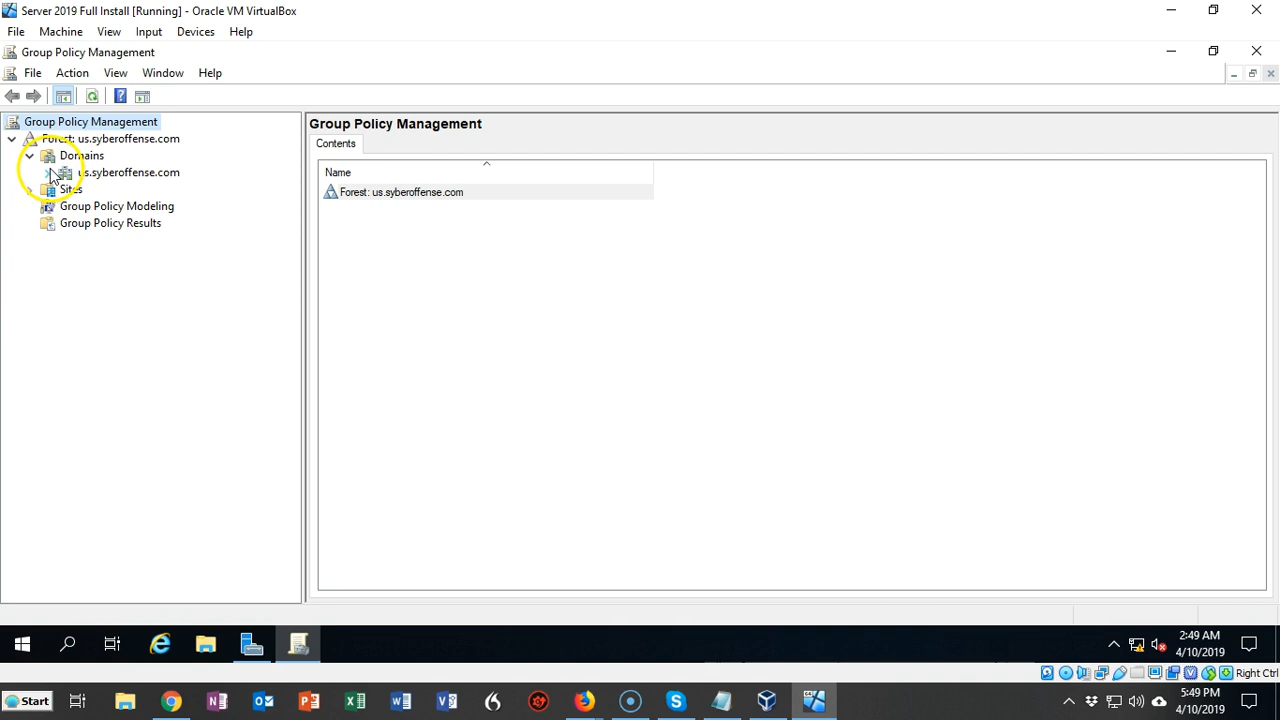 Server 2019 Full Install [Running] - Oracle VM VirtualBox
File Machine View Input Devices Help
Group Policy Management
File Action View Window Help
Group Policy Management
Forest: us.syberoffense.com
Domains
us.syberoffense.com
Sites
Group Policy Modeling
Group Policy Results
Group Policy Management
Contents
Name
Forest: us.syberoffense.com
2:49 AM
4/10/2019
Right Ctrl
Start
5:49 PM
4/10/2019